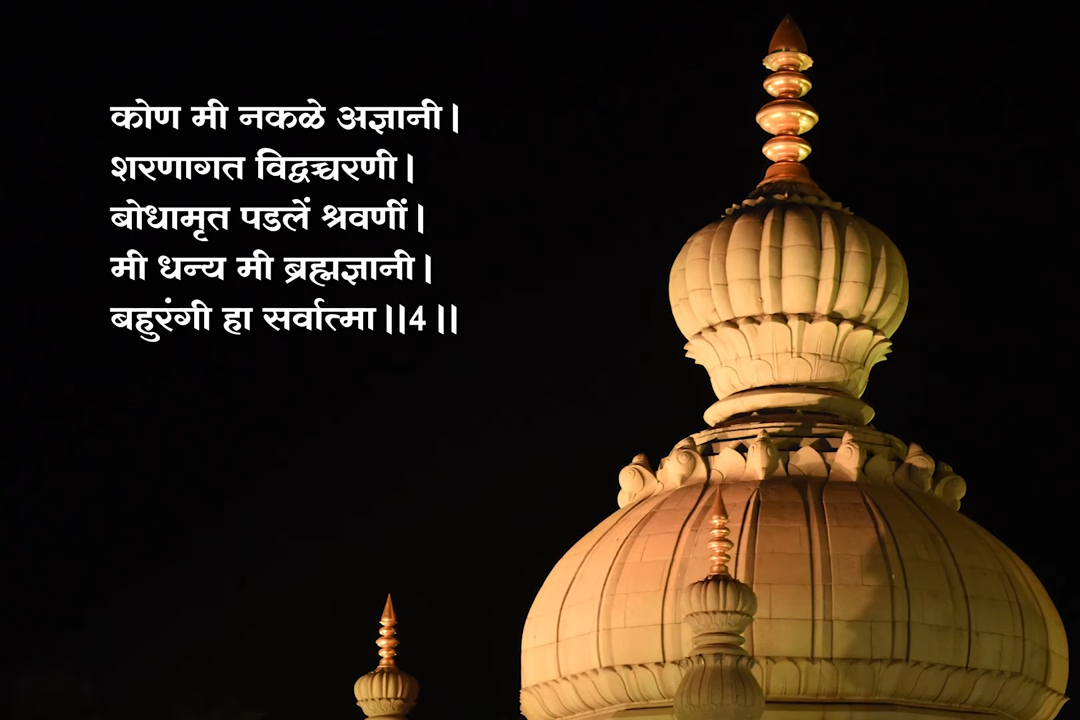 कोण मी नकळे अज्ञानी।
शरणागत विद्वच्चरणी।
बोधामृत पडलें श्रवणीं।
मी धन्य मी ब्रह्मज्ञानी।
बहुरंगी हा सर्वात्मा।।4।।